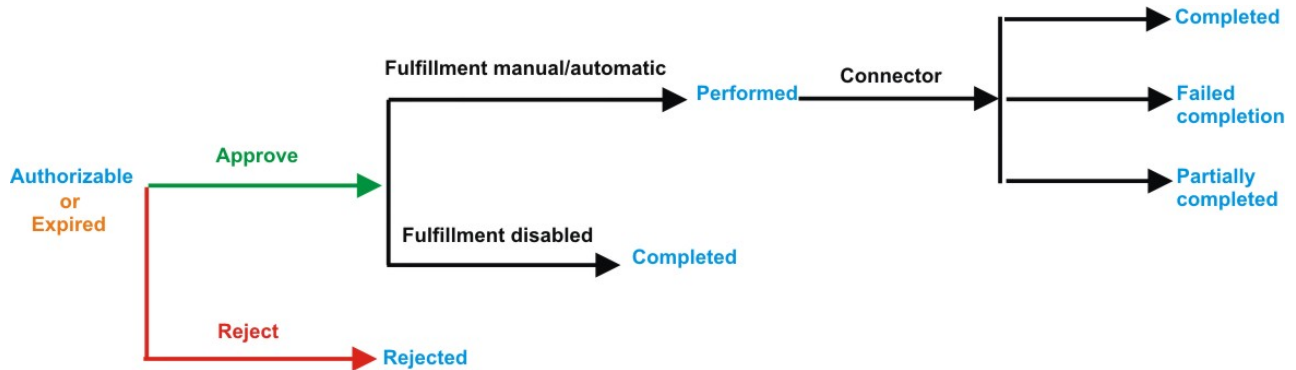 Completed
Fulfillment manual/automatic
Performed
Connector
Failed
completion
Approve
Authorizable
or
Expired
Partially
completed
Fulfillment disabled
Completed
Reject
Rejected